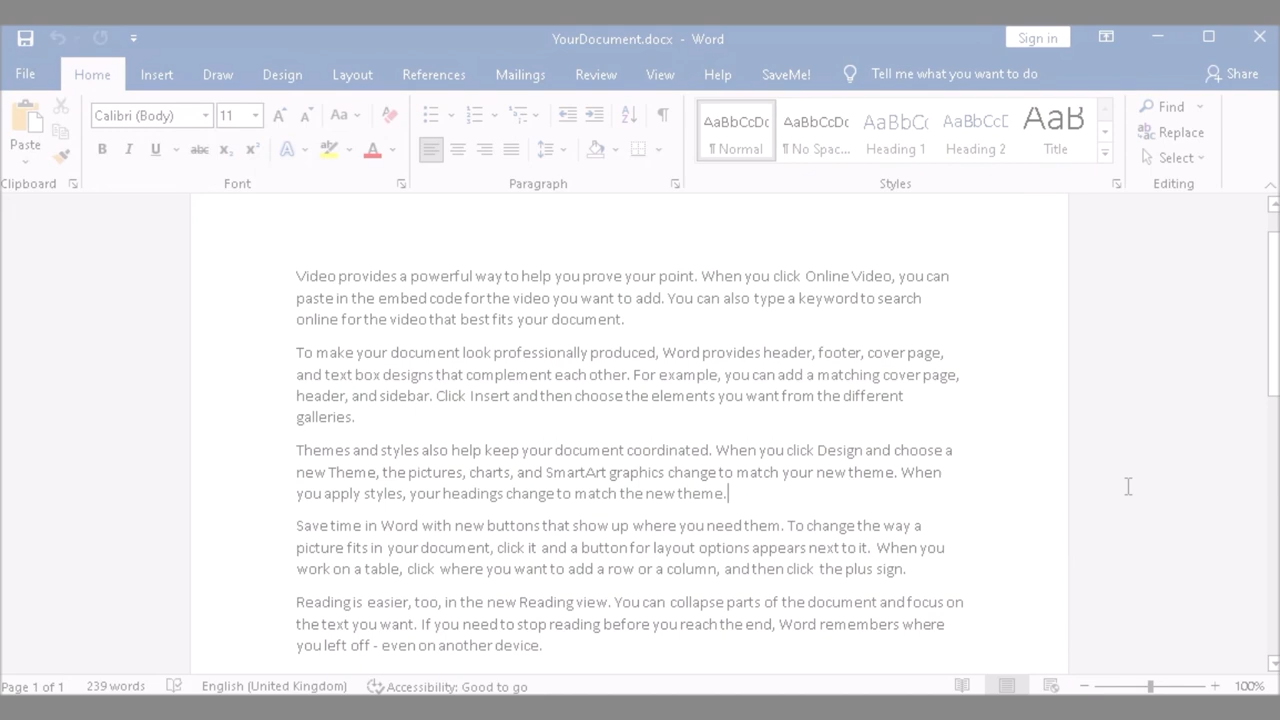 YourDocument.docx - Word
Sign in
File Home Insert Draw Design Layout References Mailings Review View Help SaveMe! Tell me what you want to do Share
Paste
Clipboard
Calibri (Body) 11
Aa
B I U abc x₂ x²
A A
Font
Paragraph
AaBbCcDc AaBbCcDc AaBbCc AaBbCcD AaB
¶ Normal ¶ No Spac... Heading 1 Heading 2 Title
Styles
Find
Replace
Select
Editing
Video provides a powerful way to help you prove your point. When you click Online Video, you can
paste in the embed code for the video you want to add. You can also type a keyword to search
online for the video that best fits your document.
To make your document look professionally produced, Word provides header, footer, cover page,
and text box designs that complement each other. For example, you can add a matching cover page,
header, and sidebar. Click Insert and then choose the elements you want from the different
galleries.
Themes and styles also help keep your document coordinated. When you click Design and choose a
new Theme, the pictures, charts, and SmartArt graphics change to match your new theme. When
you apply styles, your headings change to match the new theme.
Save time in Word with new buttons that show up where you need them. To change the way a
picture fits in your document, click it and a button for layout options appears next to it. When you
work on a table, click where you want to add a row or a column, and then click the plus sign.
Reading is easier, too, in the new Reading view. You can collapse parts of the document and focus on
the text you want. If you need to stop reading before you reach the end, Word remembers where
you left off - even on another device.
Page 1 of 1 239 words English (United Kingdom) Accessibility: Good to go 100%